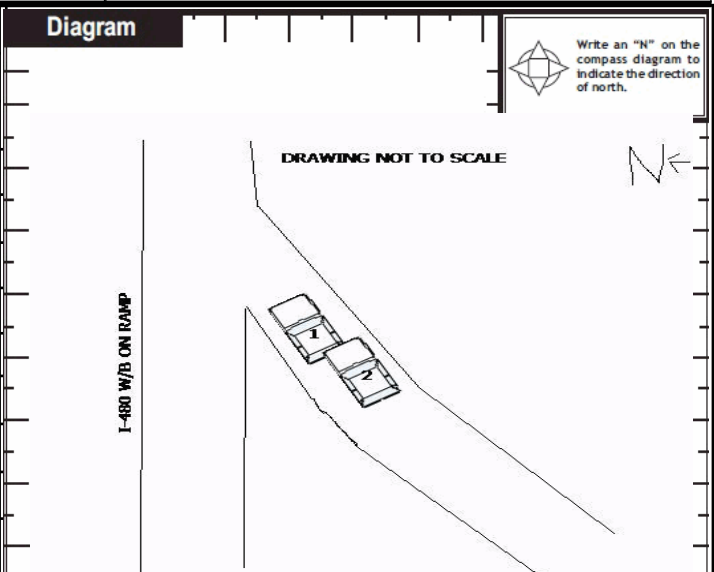 Diagram
Write an “N” on the
compass diagram to
indicate the direction
of north.
DRAWING NOT TO SCALE
N
I-480 W/B ON RAMP
1
2